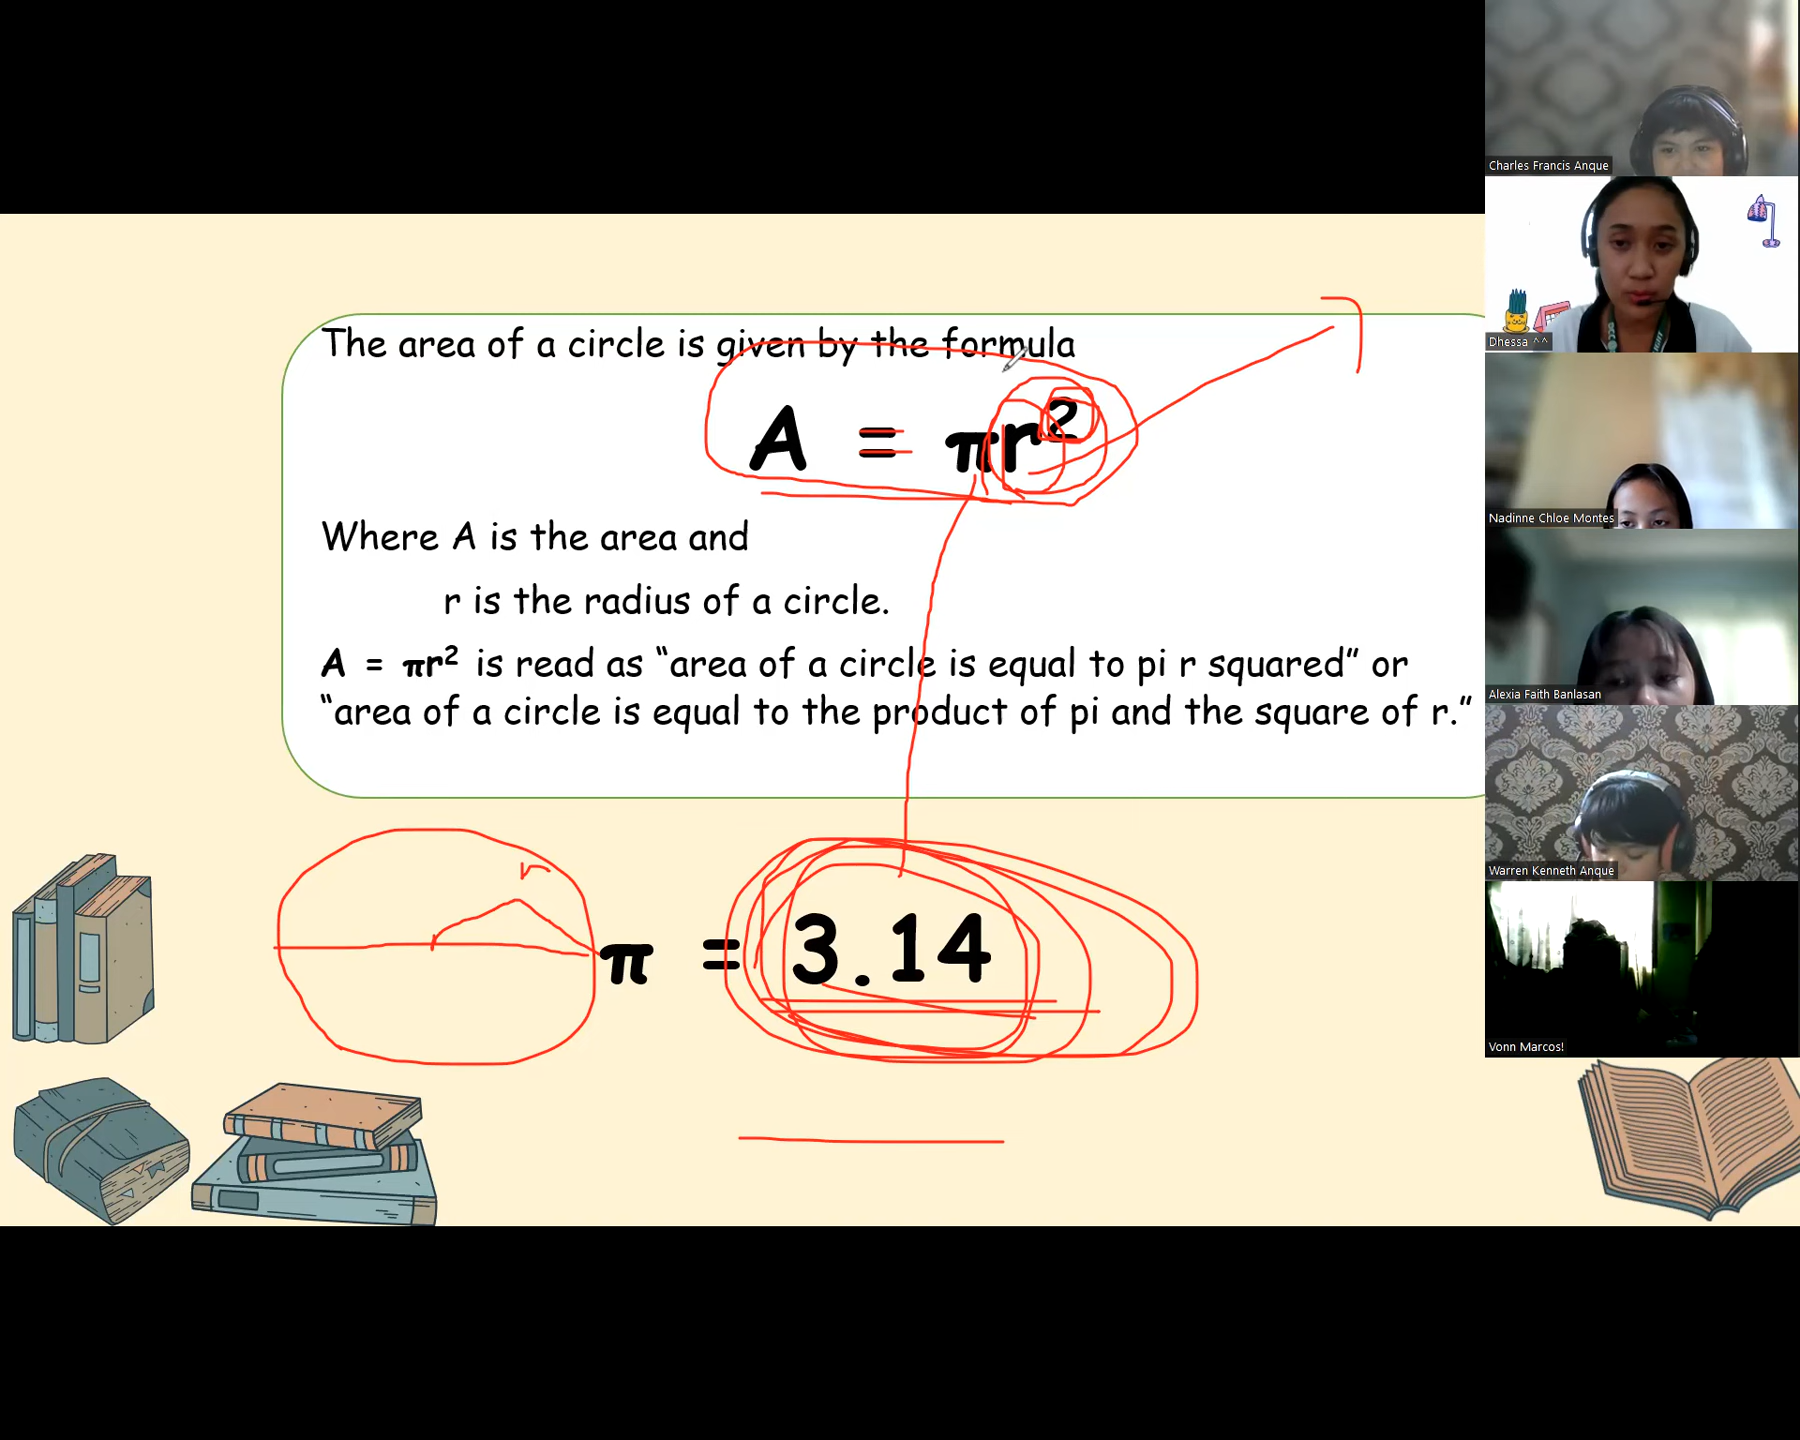 The area of a circle is given by the formula
A = πr²
Where A is the area and
r is the radius of a circle.
A = πr² is read as “area of a circle is equal to pi r squared” or
“area of a circle is equal to the product of pi and the square of r.”
r
π = 3.14
Charles Francis Anque
Dhessa ^^
Nadinne Chloe Montes
Alexia Faith Banlasan
Warren Kenneth Anque
Vonn Marcos!